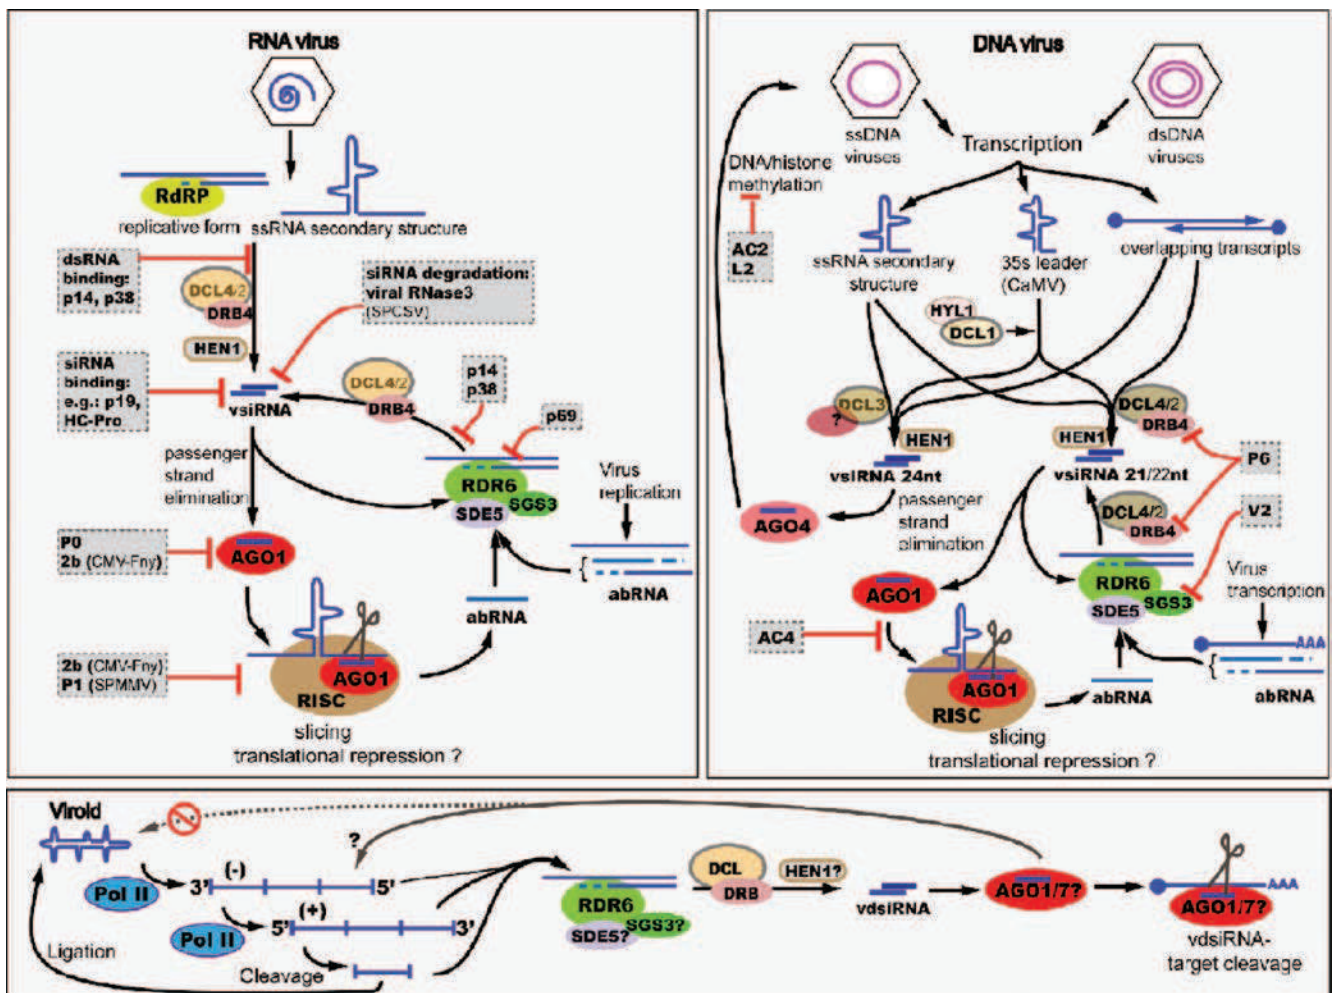 RNA virus
RdRP
replicative form
ssRNA secondary structure
dsRNA
binding:
p14, p38
DCL4/2
DRB4
HEN1
siRNA degradation:
viral RNase3
(SPCSV)
siRNA
binding:
e.g.: p19,
HC-Pro
vsiRNA
DCL4/2
DRB4
p14
p38
p69
passenger
strand
elimination
RDR6
SGS3
SDE5
Virus
replication
P0
2b (CMV-Fny)
AGO1
abRNA
abRNA
2b (CMV-Fny)
P1 (SPMMV)
AGO1
RISC
slicing
translational repression ?
DNA virus
ssDNA
viruses
dsDNA
viruses
Transcription
DNA/histone
methylation
AC2
L2
ssRNA secondary
structure
35s leader
(CaMV)
overlapping transcripts
HYL1
DCL1
DCL3
?
HEN1
vsiRNA 24nt
DCL4/2
DRB4
HEN1
vsiRNA 21/22nt
P6
V2
AGO4
passenger
strand
elimination
DCL4/2
DRB4
AGO1
RDR6
SGS3
SDE5
Virus
transcription
AAA
AC4
AGO1
RISC
abRNA
abRNA
slicing
translational repression ?
Viroid
?
Pol II
3’
(-)
5’
Pol II
5’
(+)
3’
Ligation
Cleavage
RDR6
SGS3?
SDE5?
DCL
DRB
HEN1?
vdsiRNA
AGO1/7?
AAA
AGO1/7?
vdsiRNA-
target cleavage